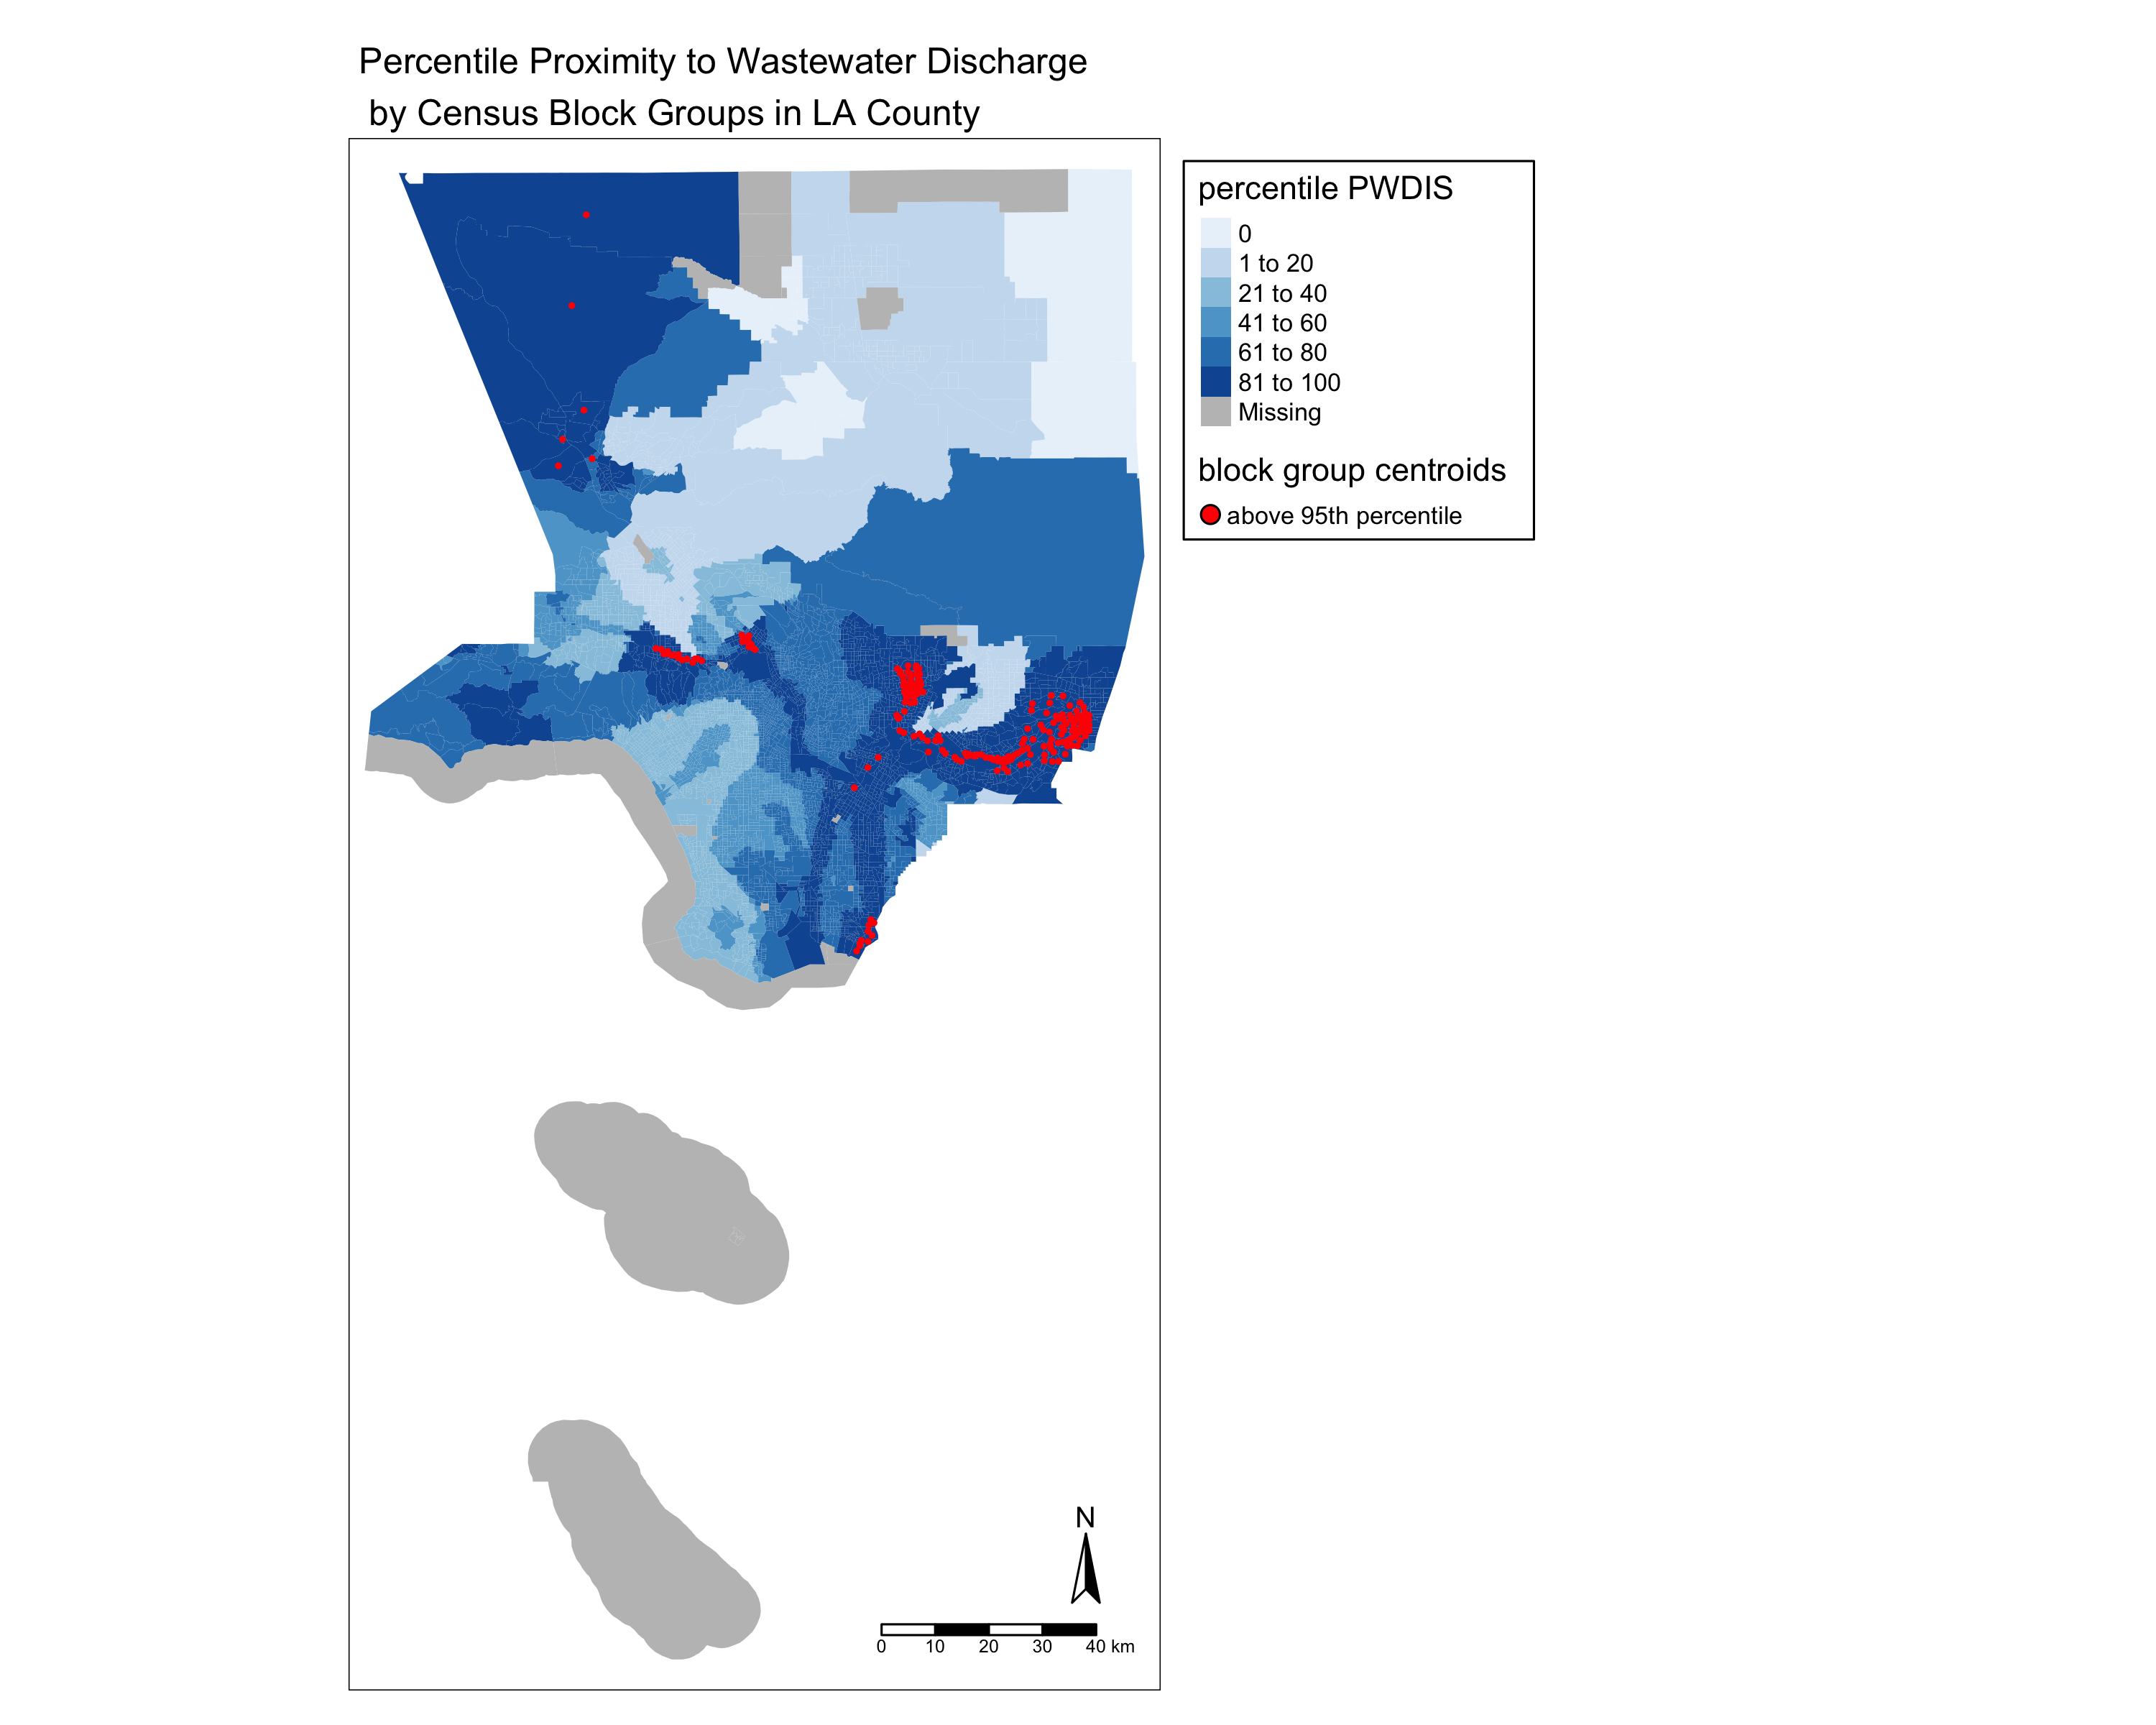 Percentile Proximity to Wastewater Discharge
by Census Block Groups in LA County
percentile PWDIS
0
1 to 20
21 to 40
41 to 60
61 to 80
81 to 100
Missing
block group centroids
above 95th percentile
N
0 10 20 30 40 km